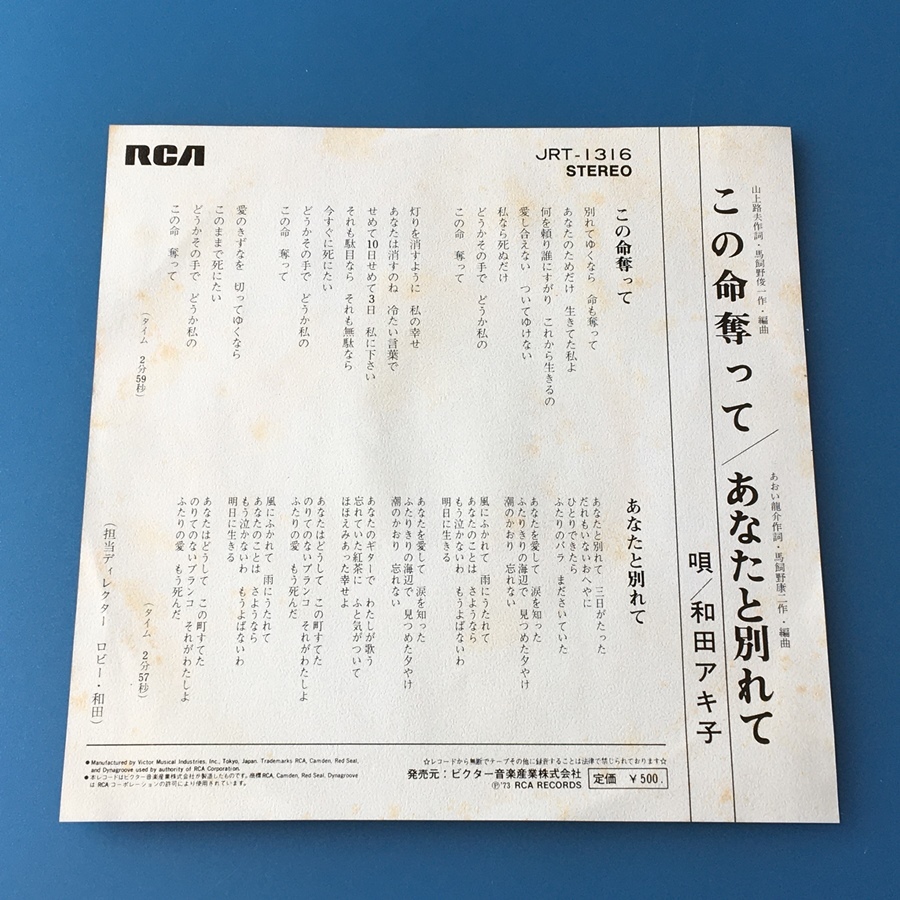 RCA
JRT-1316
STEREO
山上路夫作詞・馬飼野俊一作・編曲
この命奪って/あなたと別れて
あおい龍介作詞・馬飼野康二作・編曲
唄/和田アキ子
この命奪って
別れてゆくなら 命も奪って
あなたのためだけ 生きてた私よ
何を頼り誰にすがり これから生きるの
愛し合えない ついてゆけない
私なら死ぬだけ
どうかその手で どうか私の
この命 奪って
灯りを消すように 私の幸せ
あなたは消すのね 冷たい言葉で
せめて10日せめて3日 私に下さい
それも駄目なら それも無駄なら
今すぐに死にたい
どうかその手で どうか私の
この命 奪って
愛のきずなを 切ってゆくなら
このままで死にたい
どうかその手で どうか私の
この命 奪って
(タイム 2分59秒)
あなたと別れて
あなたと別れて 三日がたった
だれもいないおへやに
ひとりできたら
ふたりのバラ まださいていた
あなたを愛して 涙を知った
ふたりきりの海辺で 見つめた夕やけ
潮のかおり 忘れない
風にふかれて 雨にうたれて
あなたのことは さようなら
もう泣かないわ もうよばないわ
明日に生きる
あなたを愛して 涙を知った
ふたりきりの海辺で 見つめた夕やけ
潮のかおり 忘れない
あなたのギターで わたしが歌う
忘れていた紅茶に ふと気がついて
ほほえみあった幸せよ
あなたはどうして この町すてた
のりてのないブランコ それがわたしよ
ふたりの愛 もう死んだ
風にふかれて 雨にうたれて
あなたのことは さようなら
もう泣かないわ もうよばないわ
明日に生きる
あなたはどうして この町すてた
のりてのないブランコ それがわたしよ
ふたりの愛 もう死んだ
(タイム 2分57秒)
(担当ディレクター ロビー・和田)
●Manufactured by Victor Musical Industries, Inc., Tokyo, Japan. Trademarks RCA, Camden, Red Seal,
and Dynagroove used by authority of RCA Corporation.
●本レコードはビクター音楽産業株式会社が製造したものです。商標RCA, Camden, Red Seal, Dynagroove
は RCA コーポレーションの許可により使用されています。
☆レコードから無断でテープその他に録音することは法律で禁じられております☆
発売元:ビクター音楽産業株式会社
Ⓟ'73 RCA RECORDS
定価 ¥500.